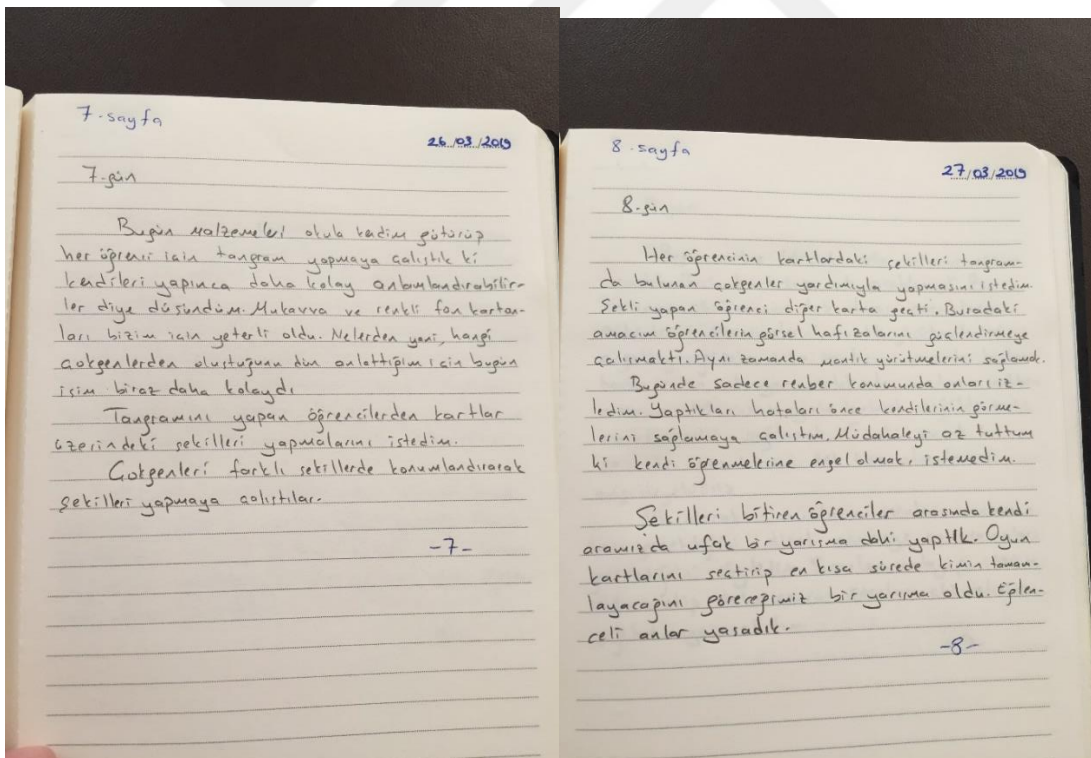 7. sayfa
26/03/2019
7. gün
Bugün malzemeleri okula kadim götürüp
her öğrenci için tangram yapmaya çalıştık ki
kendileri yapınca daha kolay anlamlandırabilir-
ler diye düşündüm. Mukavva ve renkli fon karton-
ları bizim için yeterli oldu. Nelerden yani, hangi
çokgenlerden oluştuğunu dün anlattığım için bugün
işim biraz daha kolaydı
Tangramını yapan öğrencilerden kartlar
üzerindeki şekilleri yapmalarını istedim.
Çokgenleri farklı şekillerde konumlandırarak
şekilleri yapmaya çalıştılar.
-7-
8. sayfa
27/03/2019
8. gün
Her öğrencinin kartlardaki şekilleri tangram-
da bulunan çokgenler yardımıyla yapmasını istedim.
Şekli yapan öğrenci diğer karta geçti. Buradaki
amacım öğrencilerin görsel hafızalarını güçlendirmeye
çalışmaktı. Aynı zamanda mantık yürütmelerini sağlamak.
Bugünde sadece rehber konumunda onları iz-
ledim. Yaptıkları hataları önce kendilerinin görme-
lerini sağlamaya çalıştım. Müdahaleyi az tuttum
ki kendi öğrenmelerine engel olmak, istemedim.
Şekilleri bitiren öğrenciler arasında kendi
aramızda ufak bir yarışma dahi yaptık. Oyun
kartlarını seçtirip en kısa sürede kimin tamam-
layacağını göreceğimiz bir yarışma oldu. Eğlen-
celi anlar yaşadık.
-8-